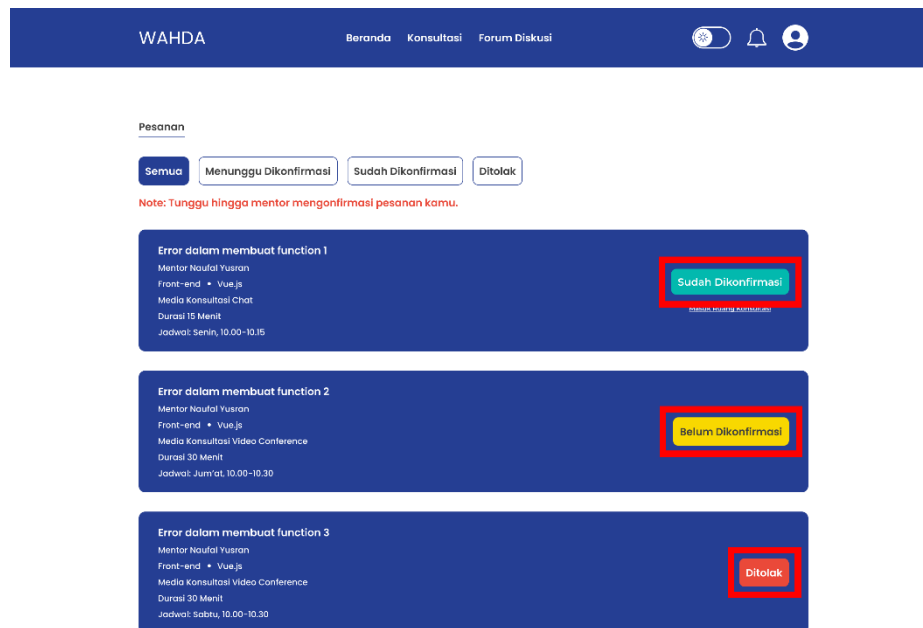 WAHDA Beranda Konsultasi Forum Diskusi
Pesanan
Semua Menunggu Dikonfirmasi Sudah Dikonfirmasi Ditolak
Note: Tunggu hingga mentor mengonfirmasi pesanan kamu.
Error dalam membuat function 1
Mentor Naufal Yusran
Front-end • Vue.js
Media Konsultasi Chat
Durasi 15 Menit
Jadwal: Senin, 10.00-10.15
Sudah Dikonfirmasi
Masuk Ruang Konsultasi
Error dalam membuat function 2
Mentor Naufal Yusran
Front-end • Vue.js
Media Konsultasi Video Conference
Durasi 30 Menit
Jadwal: Jum'at, 10.00-10.30
Belum Dikonfirmasi
Error dalam membuat function 3
Mentor Naufal Yusran
Front-end • Vue.js
Media Konsultasi Video Conference
Durasi 30 Menit
Jadwal: Sabtu, 10.00-10.30
Ditolak